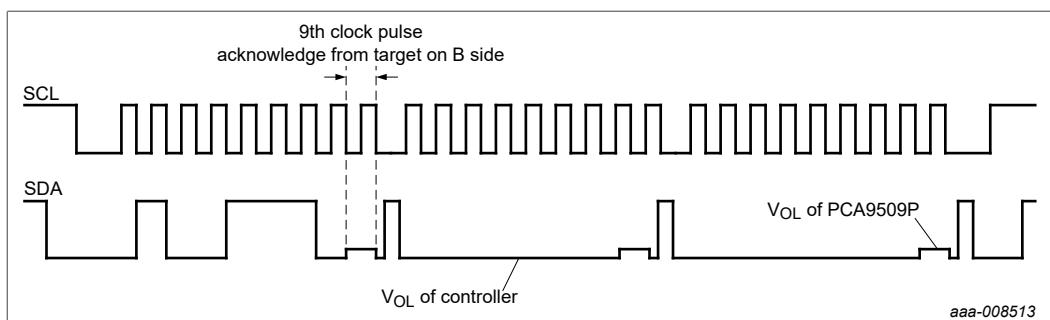 9th clock pulse
acknowledge from target on B side
SCL
SDA
VOL of PCA9509P
VOL of controller
aaa-008513